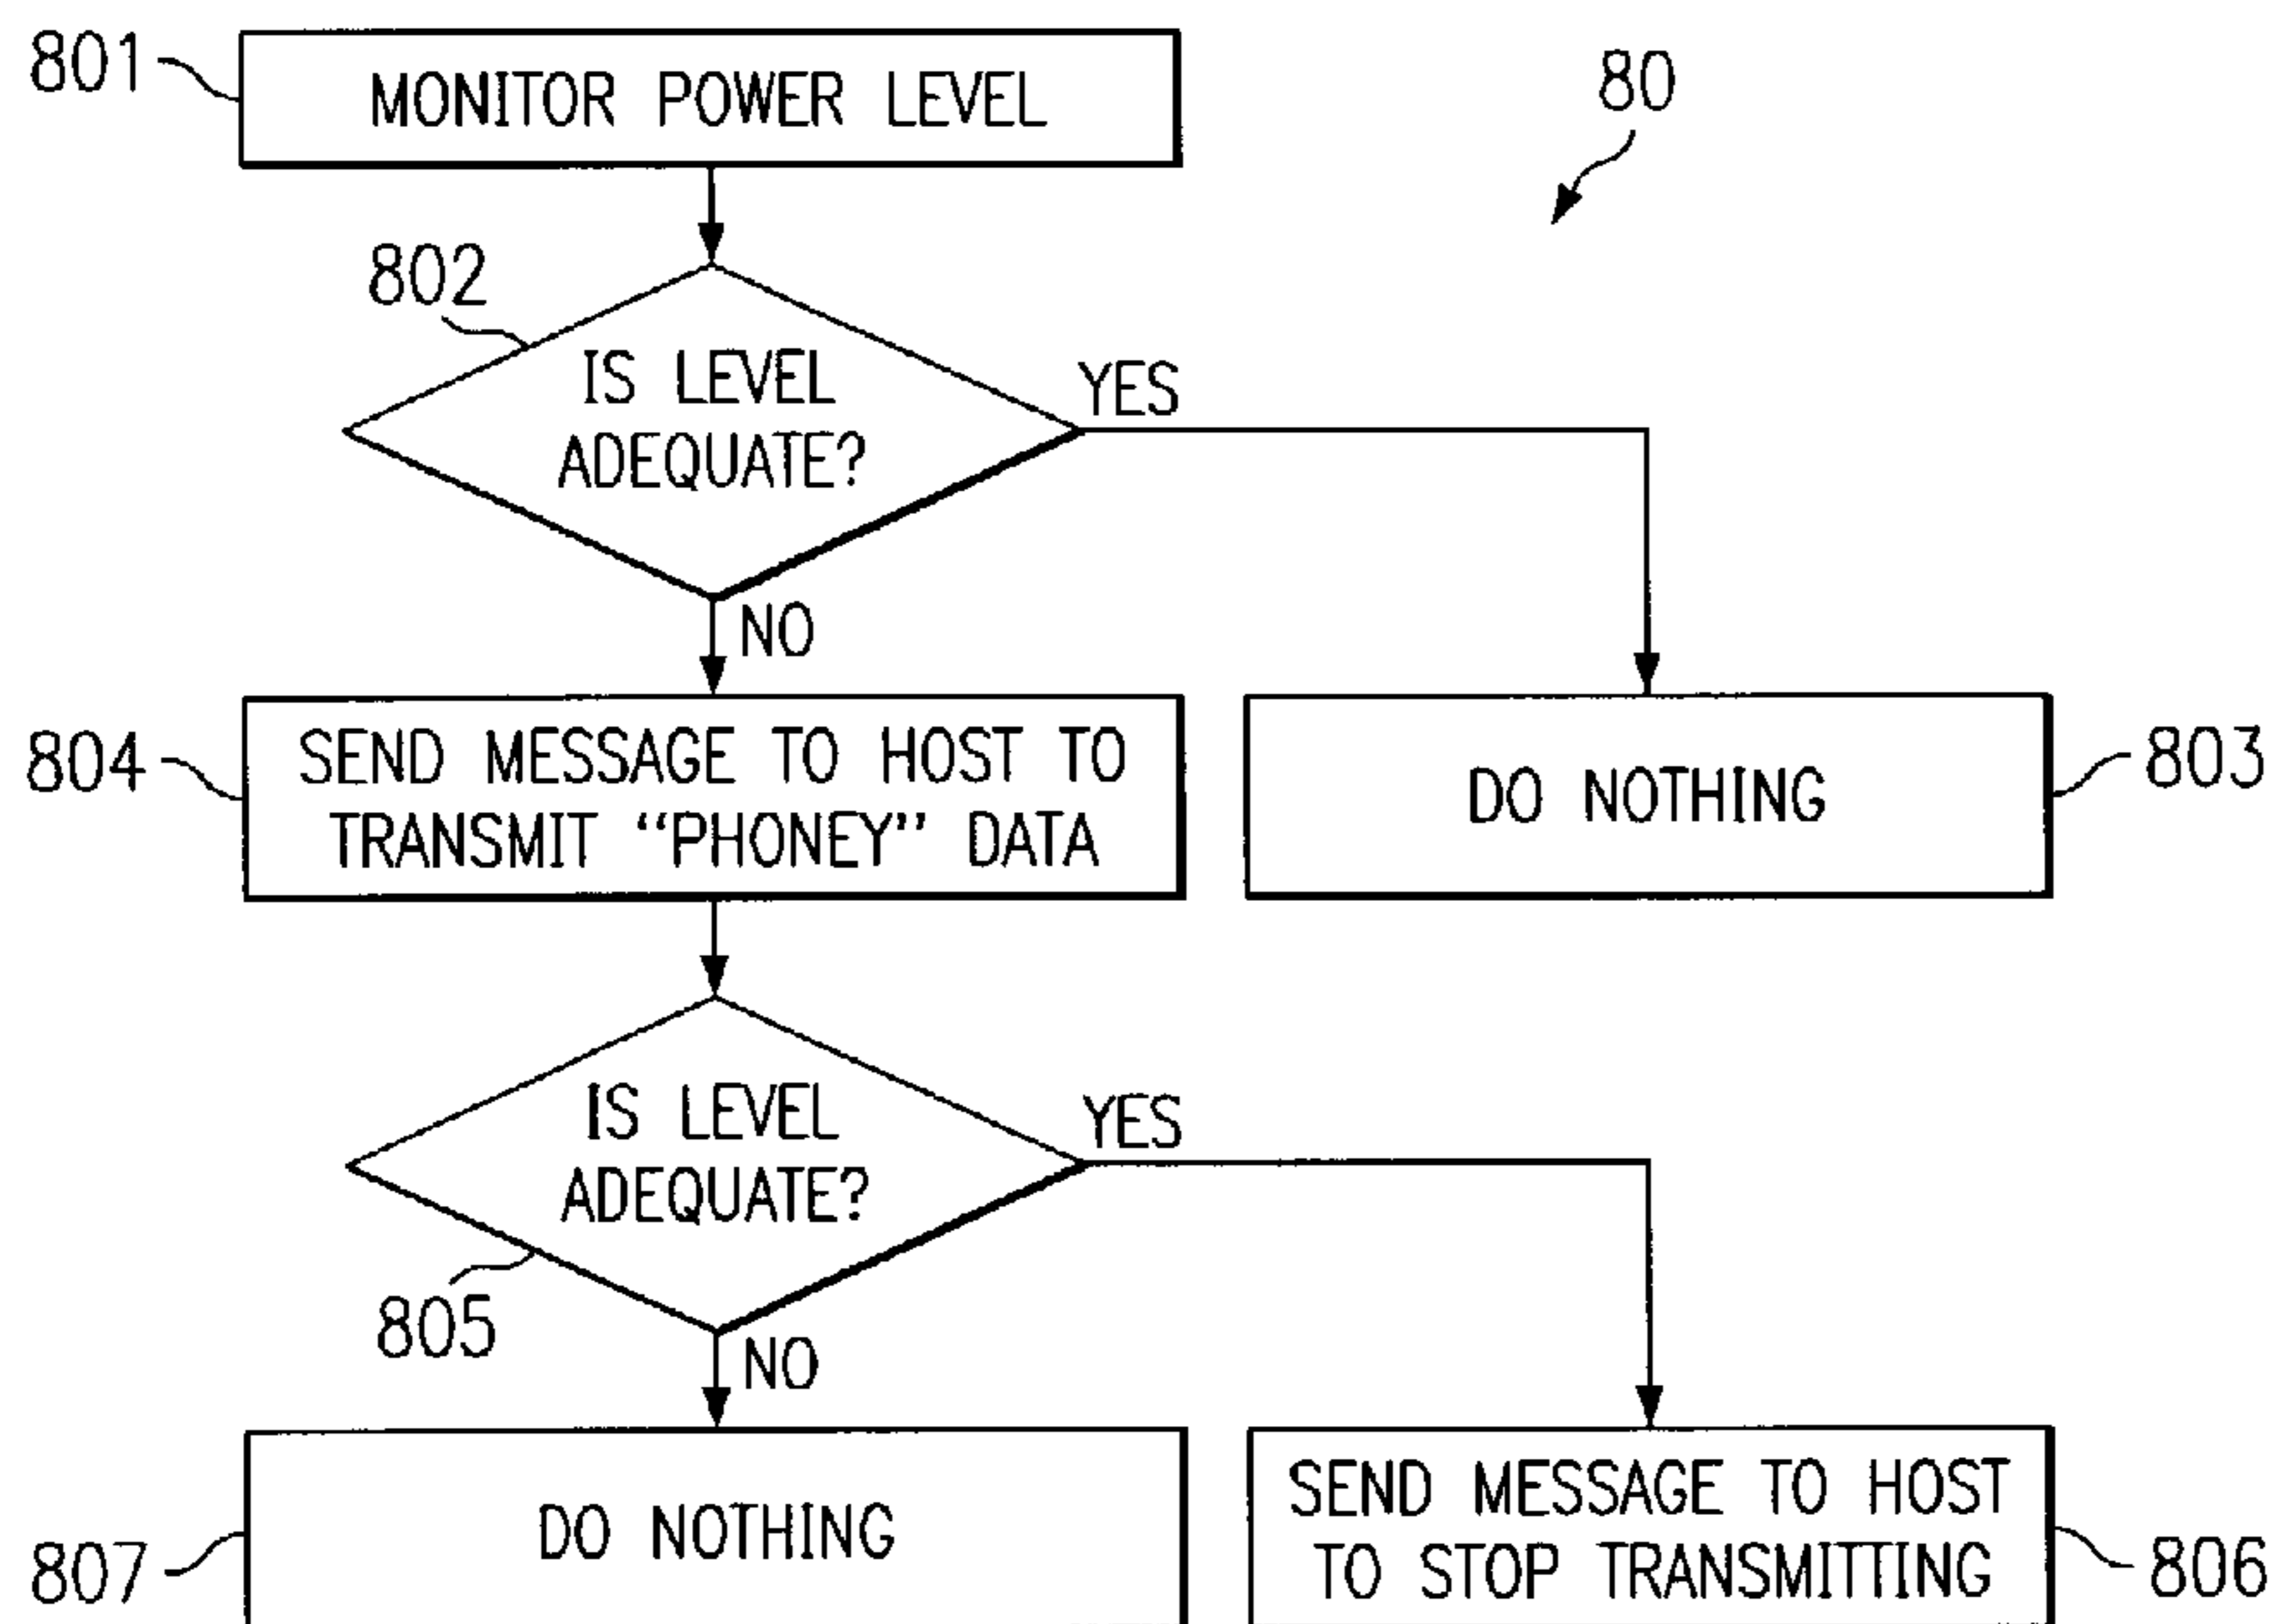 801
MONITOR POWER LEVEL
80
802
IS LEVEL
ADEQUATE?
YES
NO
804
SEND MESSAGE TO HOST TO
TRANSMIT “PHONEY” DATA
DO NOTHING
803
IS LEVEL
ADEQUATE?
YES
805
NO
807
DO NOTHING
SEND MESSAGE TO HOST
TO STOP TRANSMITTING
806